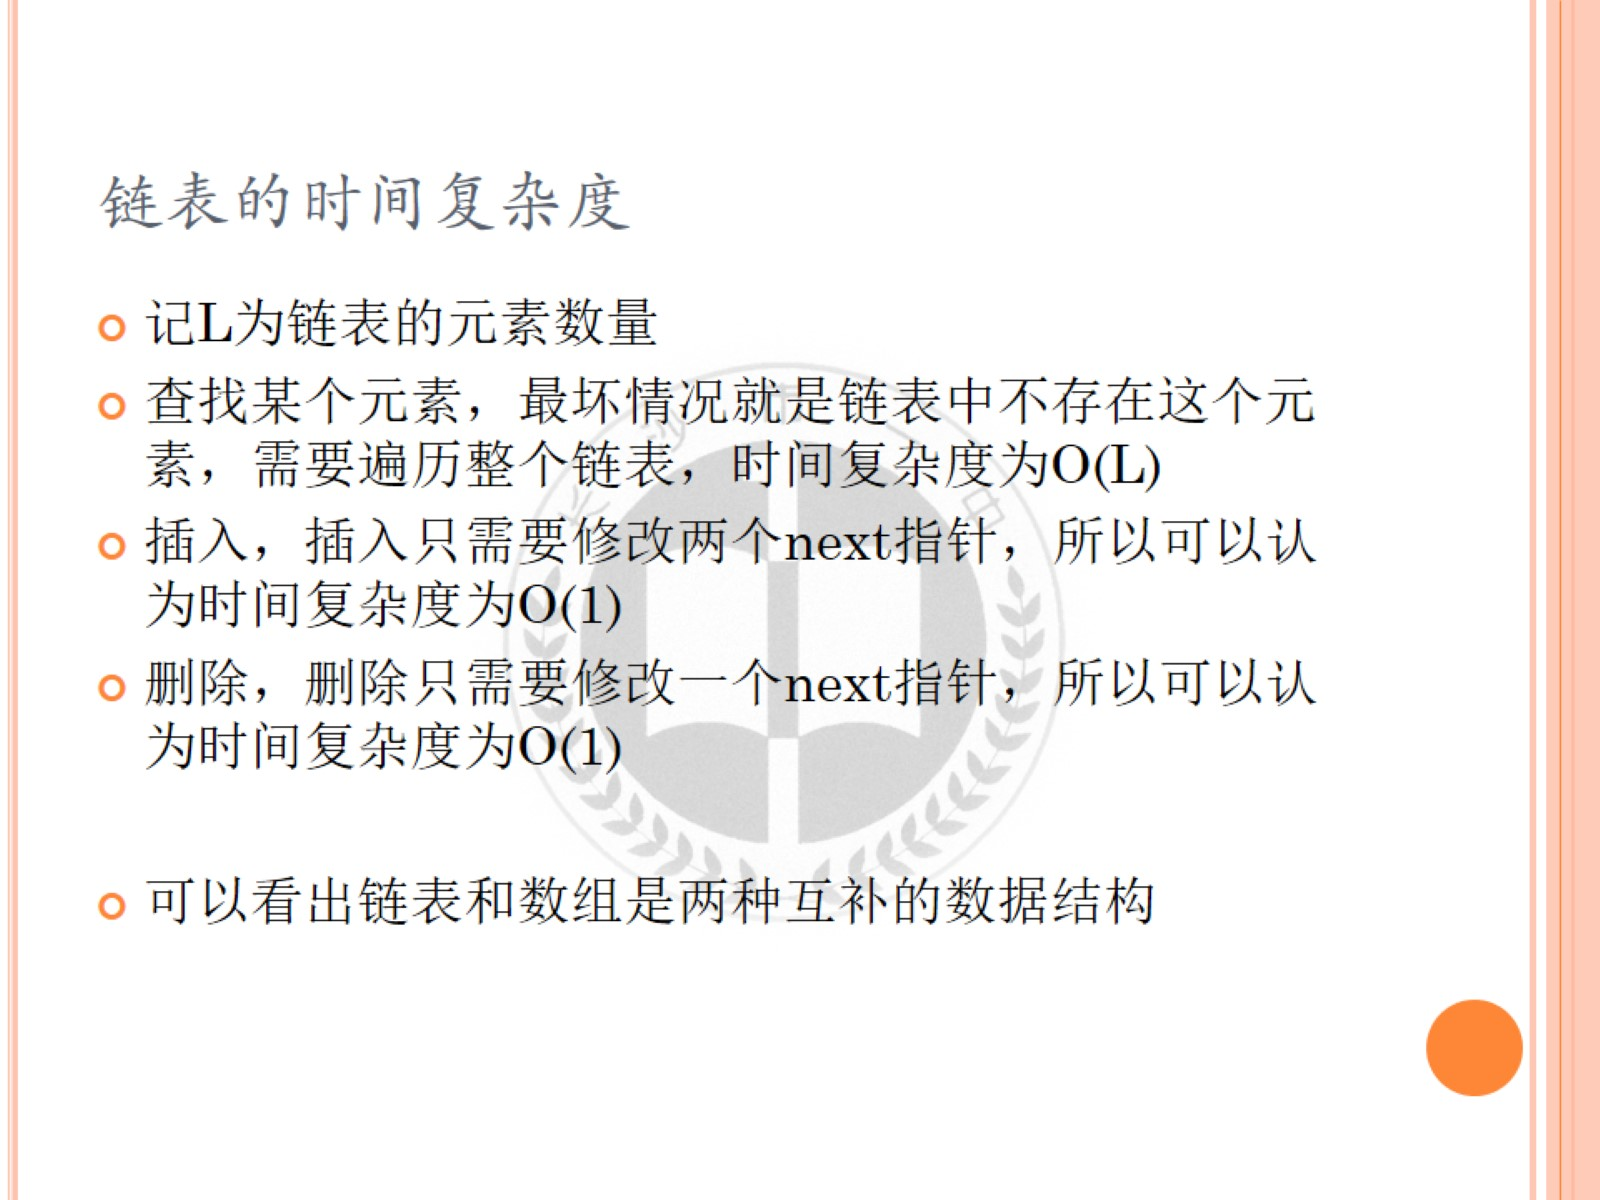 链表的时间复杂度
记L为链表的元素数量
查找某个元素，最坏情况就是链表中不存在这个元
素，需要遍历整个链表，时间复杂度为O(L)
插入，插入只需要修改两个next指针，所以可以认
为时间复杂度为O(1)
删除，删除只需要修改一个next指针，所以可以认
为时间复杂度为O(1)
可以看出链表和数组是两种互补的数据结构